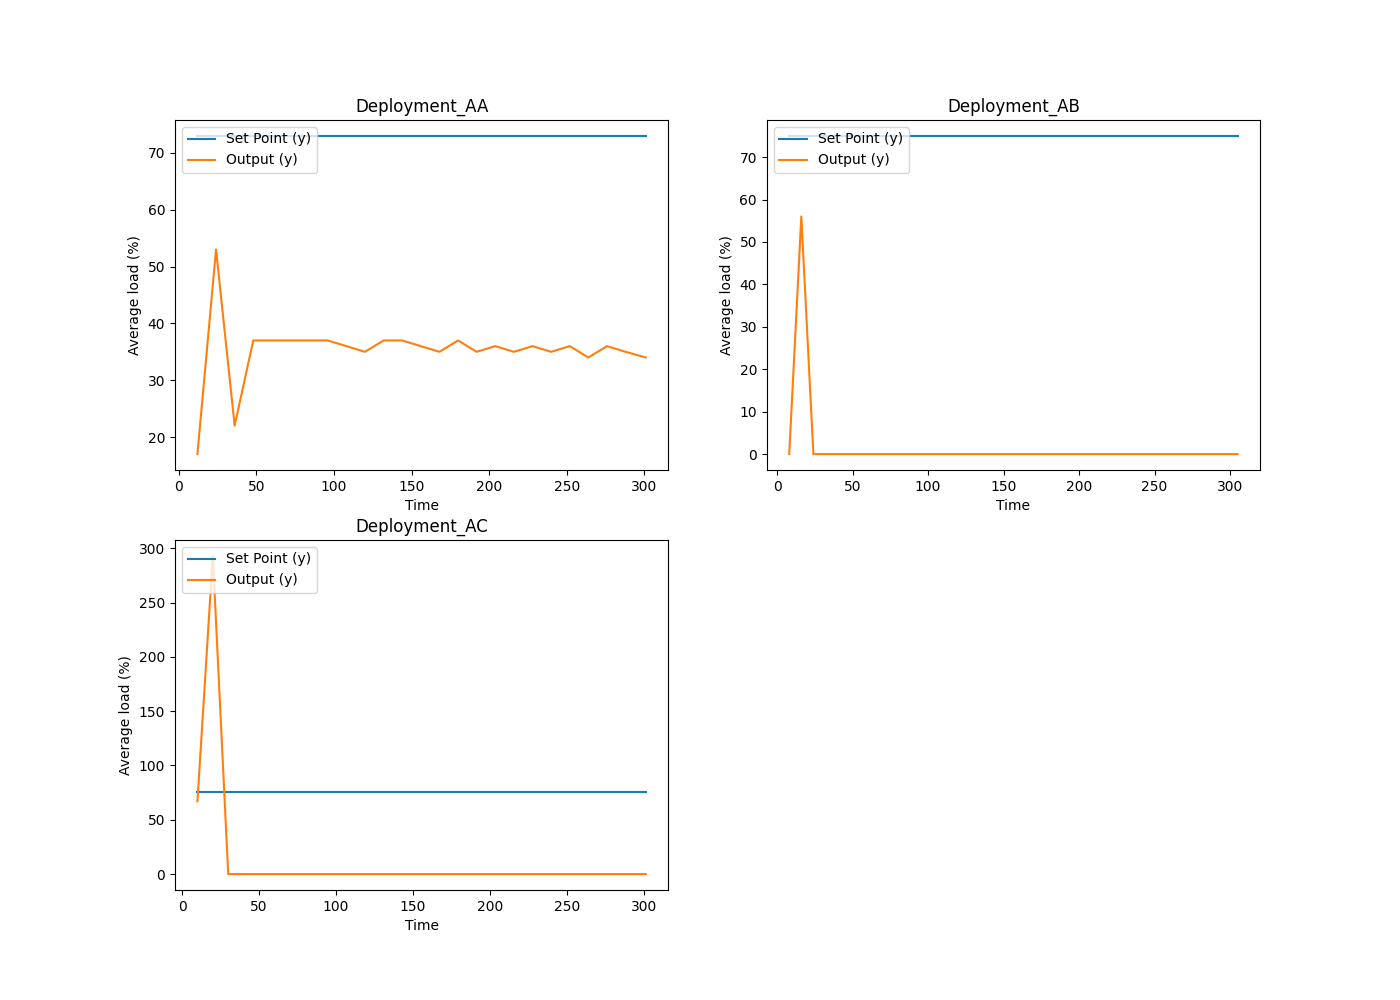 Deployment_AA
Set Point (y)
Output (y)
Average load (%)
70
60
50
40
30
20
0 50 100 150 200 250 300
Time
Deployment_AB
Set Point (y)
Output (y)
Average load (%)
70
60
50
40
30
20
10
0
0 50 100 150 200 250 300
Time
Deployment_AC
Set Point (y)
Output (y)
Average load (%)
300
250
200
150
100
50
0
0 50 100 150 200 250 300
Time